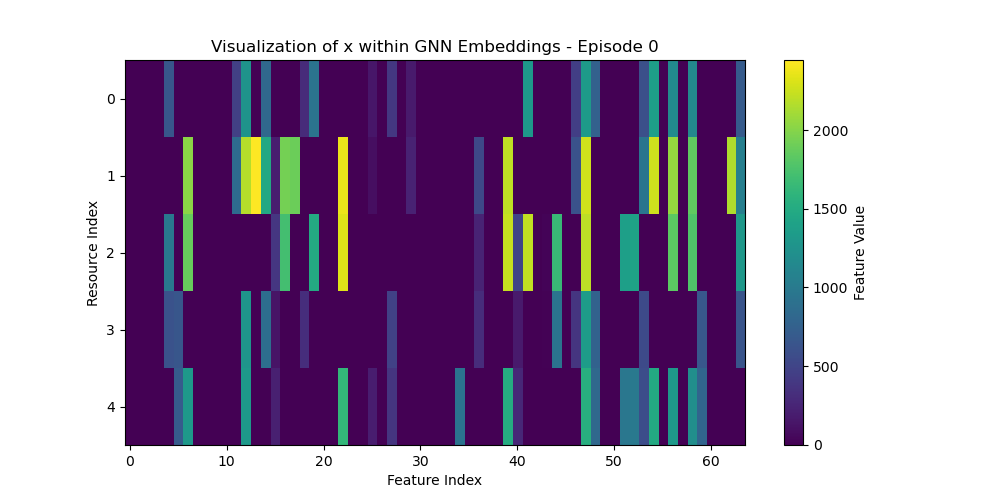 Visualization of x within GNN Embeddings - Episode 0
Resource Index
0
1
2
3
4
0 10 20 30 40 50 60
Feature Index
2000
1500
1000
500
0
Feature Value